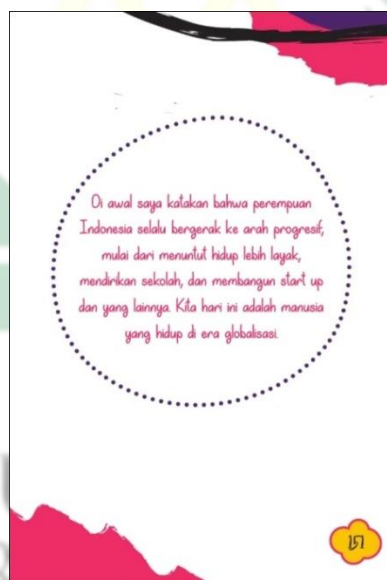 Di awal saya katakan bahwa perempuan
Indonesia selalu bergerak ke arah progresif,
mulai dari menuntut hidup lebih layak,
mendirikan sekolah, dan membangun start up
dan yang lainnya. Kita hari ini adalah manusia
yang hidup di era globalisasi.